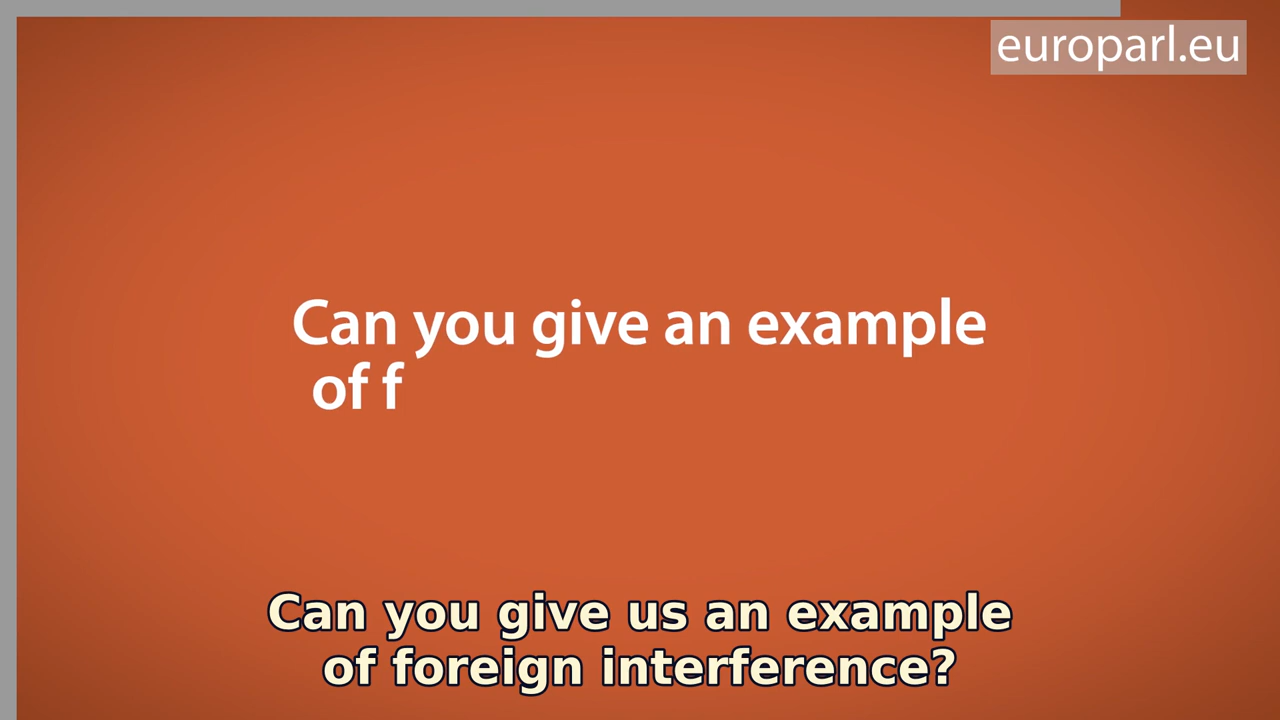 europarl.eu
Can you give an example
of f
Can you give us an example
of foreign interference?